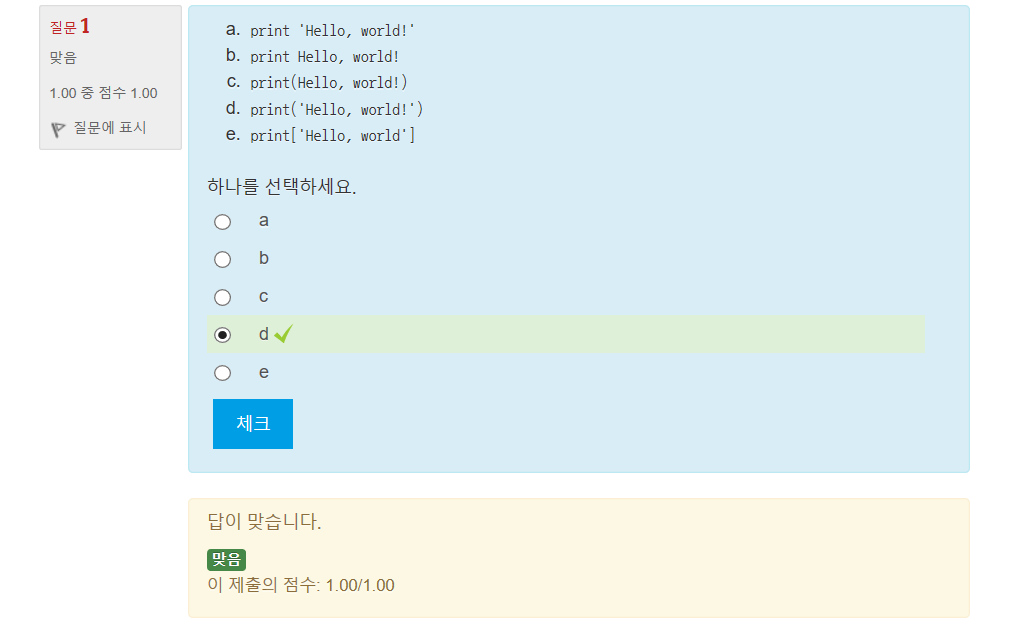 질문 1
맞음
1.00 중 점수 1.00
질문에 표시
a. print 'Hello, world!'
b. print Hello, world!
c. print(Hello, world!)
d. print('Hello, world!')
e. print['Hello, world']
하나를 선택하세요.
a
b
c
d
e
체크
답이 맞습니다.
맞음
이 제출의 점수: 1.00/1.00